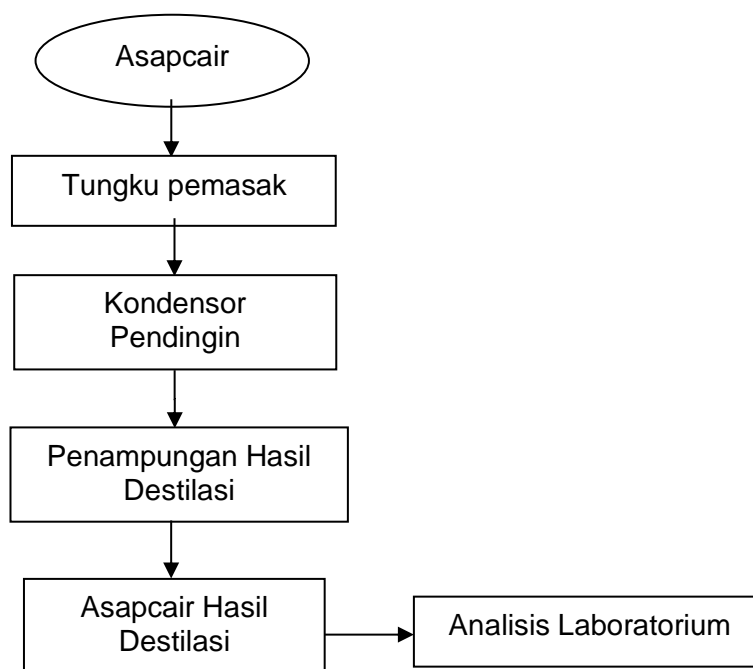 Asapcair
Tungku pemasak
Kondensor
Pendingin
Penampungan Hasil
Destilasi
Asapcair Hasil
Destilasi
Analisis Laboratorium